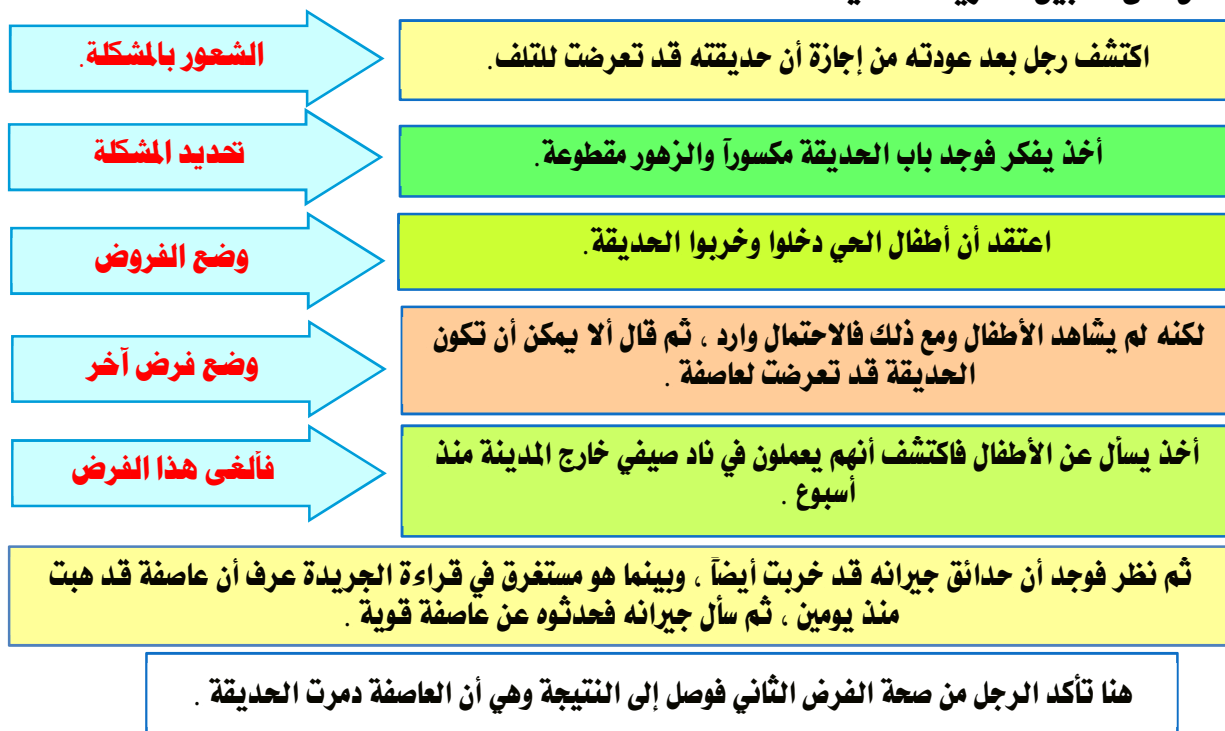 اكتشف رجل بعد عودته من إجازة أن حديقته قد تعرضت للتلف.
الشعور بالمشكلة.
أخذ يفكر فوجد باب الحديقة مكسوراً والزهور مقطوعة.
تحديد المشكلة
اعتقد أن أطفال الحي دخلوا وخربوا الحديقة.
وضع الفروض
لكنه لم يشاهد الأطفال ومع ذلك فالاحتمال وارد ، ثم قال ألا يمكن أن تكون
الحديقة قد تعرضت لعاصفة .
وضع فرض آخر
أخذ يسأل عن الأطفال فاكتشف أنهم يعملون في ناد صيفي خارج المدينة منذ
أسبوع .
فألغى هذا الفرض
ثم نظر فوجد أن حدائق جيرانه قد خربت أيضاً ، وبينما هو مستغرق في قراءة الجريدة عرف أن عاصفة قد هبت
منذ يومين ، ثم سأل جيرانه فحدثوه عن عاصفة قوية .
هنا تأكد الرجل من صحة الفرض الثاني فوصل إلى النتيجة وهي أن العاصفة دمرت الحديقة .